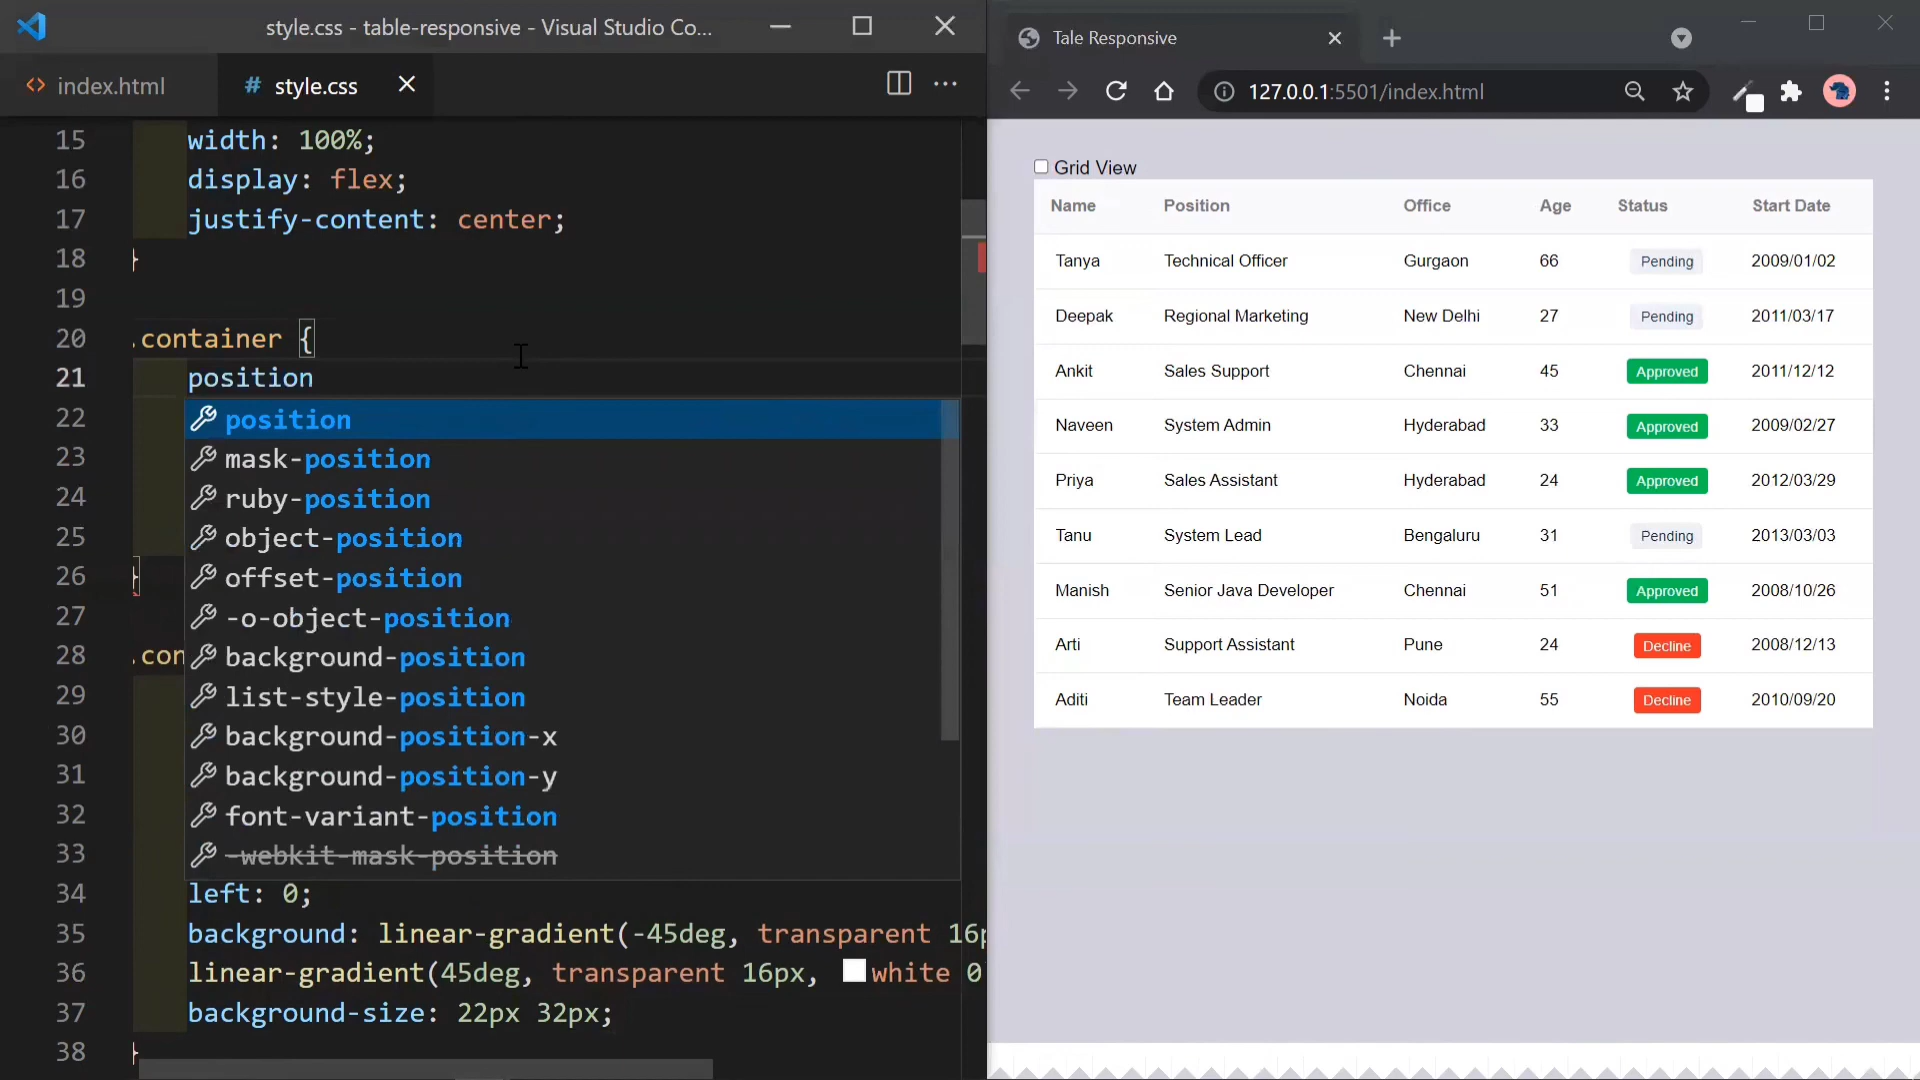 style.css - table-responsive - Visual Studio Co...
index.html
# style.css
15 width: 100%;
16 display: flex;
17 justify-content: center;
18 }
19
20 .container {
21 position
22 position
23 mask-position
24 ruby-position
25 object-position
26 } offset-position
27 -o-object-position
28 .con background-position
29 list-style-position
30 background-position-x
31 background-position-y
32 font-variant-position
33 -webkit-mask-position
34 left: 0;
35 background: linear-gradient(-45deg, transparent 16p
36 linear-gradient(45deg, transparent 16px, white 0
37 background-size: 22px 32px;
38 }
Tale Responsive
127.0.0.1:5501/index.html
Grid View
Name Position Office Age Status Start Date
Tanya Technical Officer Gurgaon 66 Pending 2009/01/02
Deepak Regional Marketing New Delhi 27 Pending 2011/03/17
Ankit Sales Support Chennai 45 Approved 2011/12/12
Naveen System Admin Hyderabad 33 Approved 2009/02/27
Priya Sales Assistant Hyderabad 24 Approved 2012/03/29
Tanu System Lead Bengaluru 31 Pending 2013/03/03
Manish Senior Java Developer Chennai 51 Approved 2008/10/26
Arti Support Assistant Pune 24 Decline 2008/12/13
Aditi Team Leader Noida 55 Decline 2010/09/20